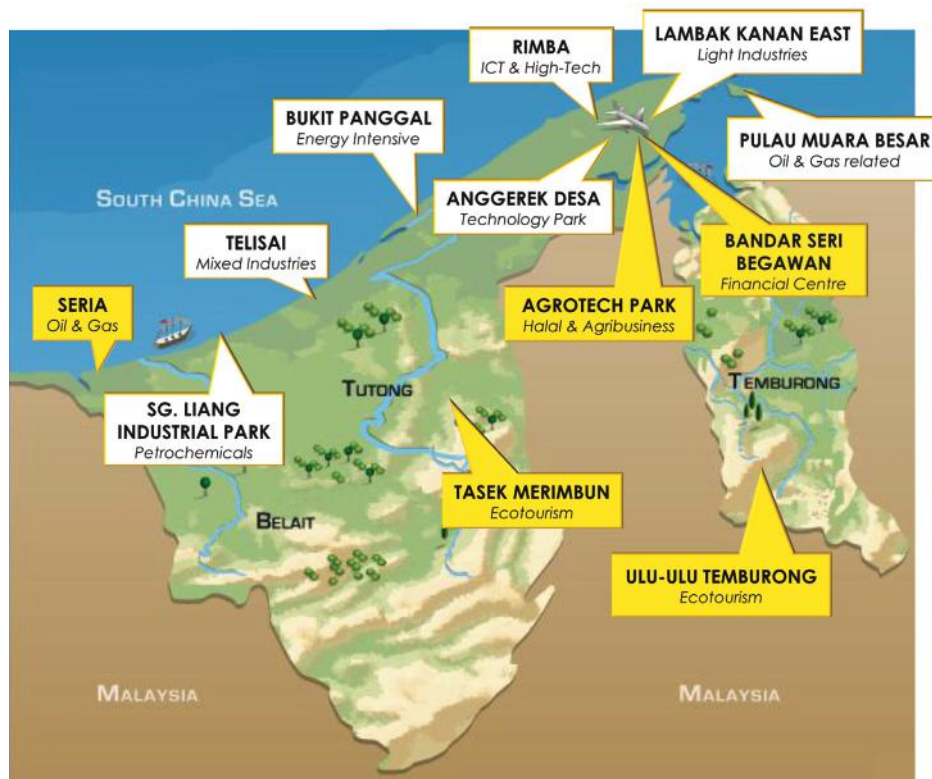 RIMBA
ICT & High-Tech
LAMBAK KANAN EAST
Light Industries
BUKIT PANGGAL
Energy Intensive
PULAU MUARA BESAR
Oil & Gas related
SOUTH CHINA SEA
ANGGEREK DESA
Technology Park
TELISAI
Mixed Industries
BANDAR SERI
BEGAWAN
Financial Centre
SERIA
Oil & Gas
AGROTECH PARK
Halal & Agribusiness
TUTONG
TEMBURONG
SG. LIANG
INDUSTRIAL PARK
Petrochemicals
TASEK MERIMBUN
Ecotourism
BELAIT
ULU-ULU TEMBURONG
Ecotourism
MALAYSIA
MALAYSIA